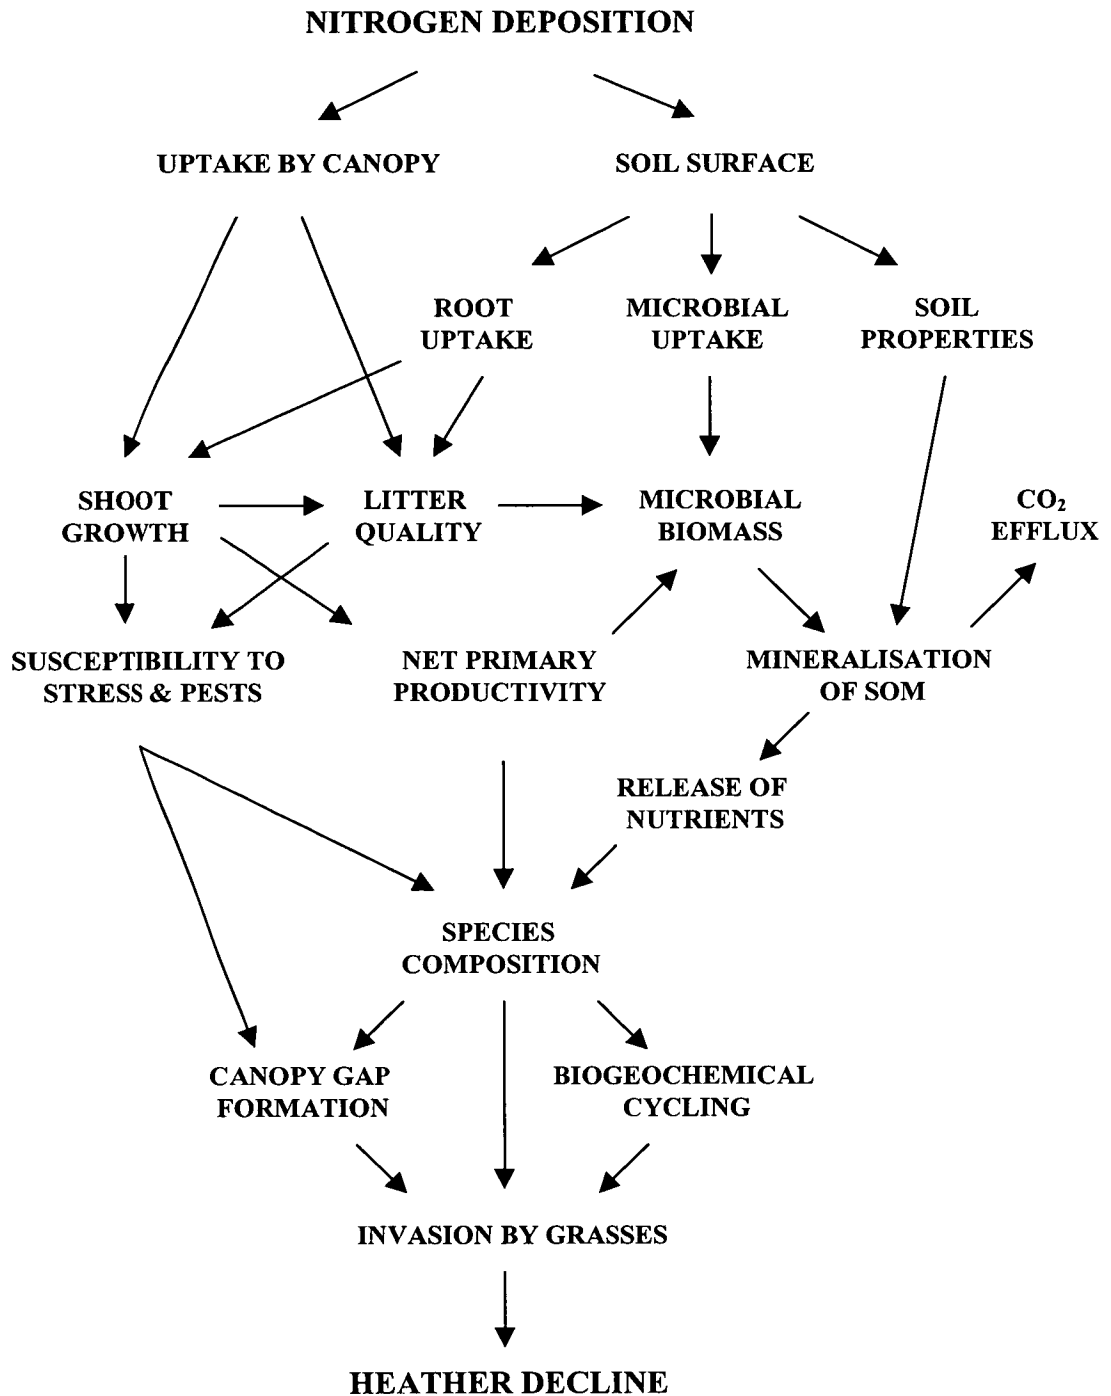 NITROGEN DEPOSITION
UPTAKE BY CANOPY
SOIL SURFACE
ROOT
UPTAKE
MICROBIAL
UPTAKE
SOIL
PROPERTIES
SHOOT
GROWTH
LITTER
QUALITY
MICROBIAL
BIOMASS
CO₂
EFFLUX
SUSCEPTIBILITY TO
STRESS & PESTS
NET PRIMARY
PRODUCTIVITY
MINERALISATION
OF SOM
RELEASE OF
NUTRIENTS
SPECIES
COMPOSITION
CANOPY GAP
FORMATION
BIOGEOCHEMICAL
CYCLING
INVASION BY GRASSES
HEATHER DECLINE